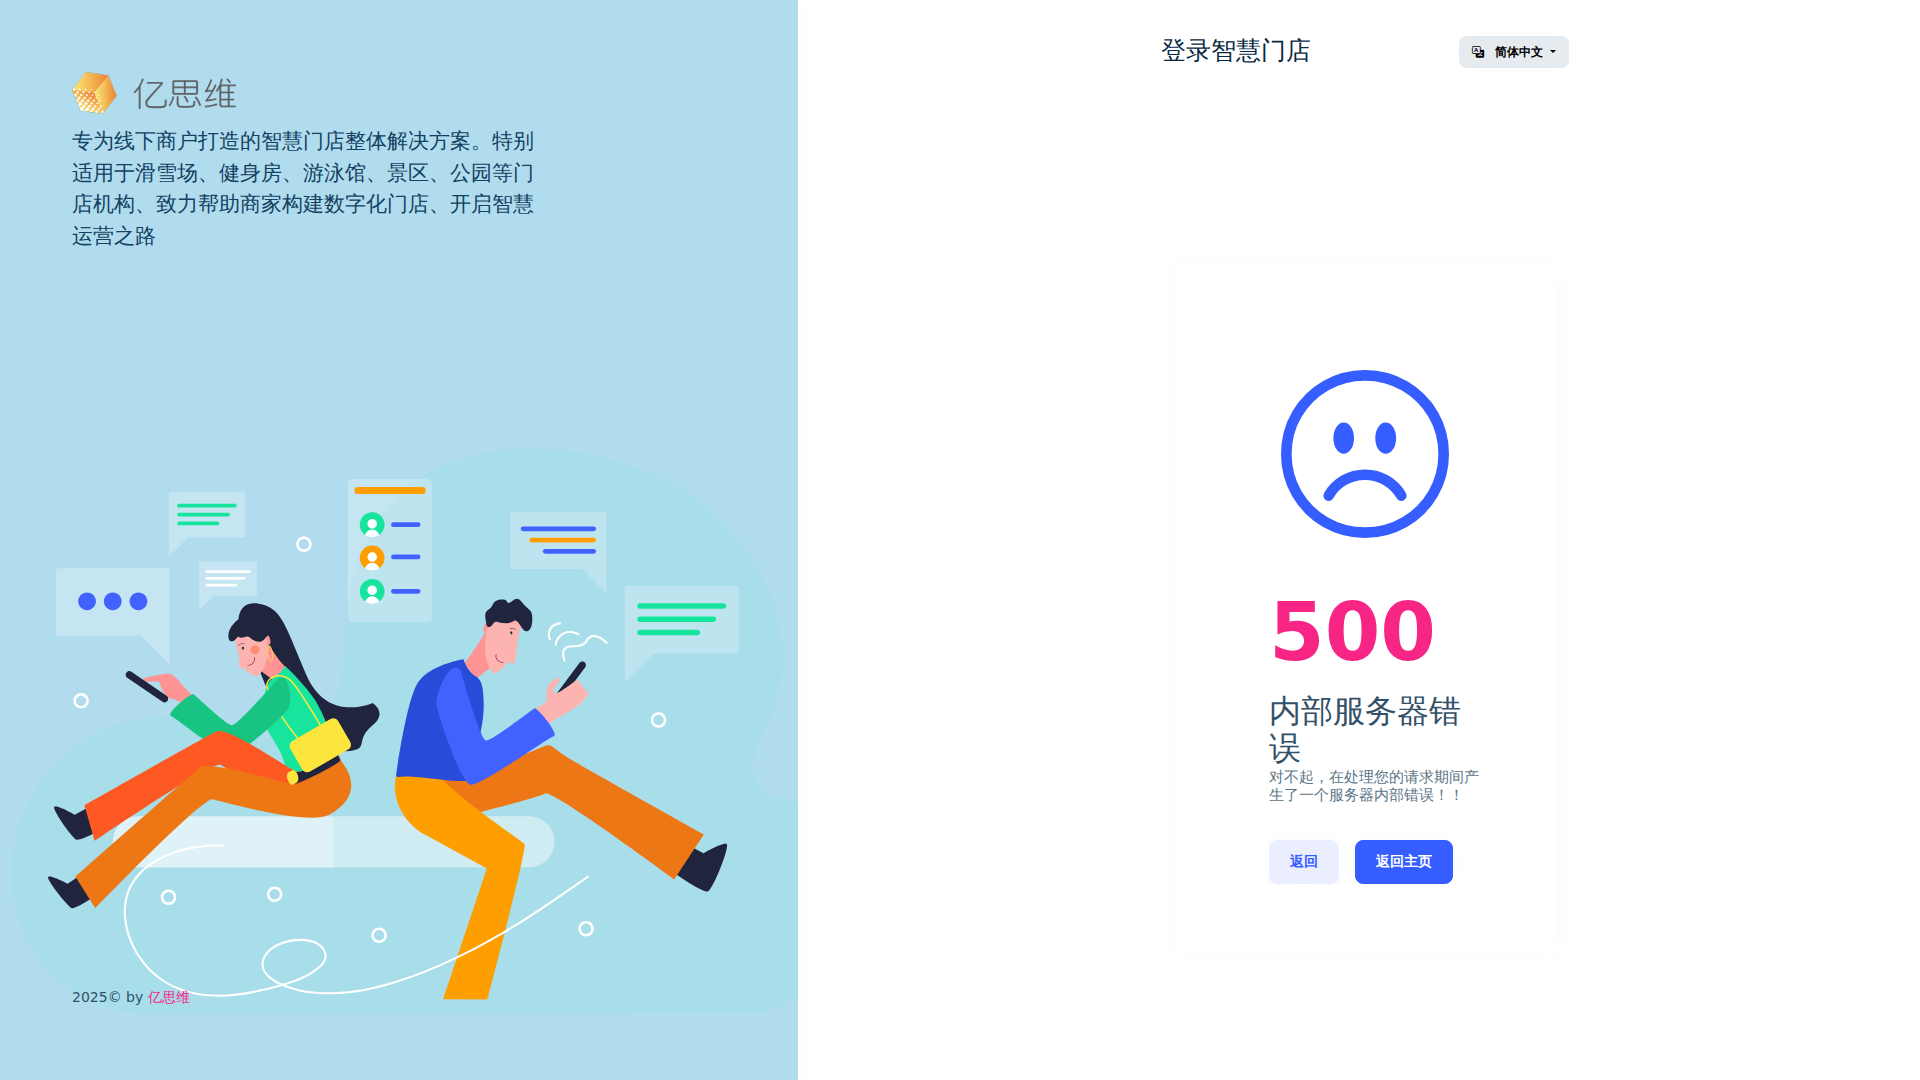 亿思维
专为线下商户打造的智慧门店整体解决方案。特别
适用于滑雪场、健身房、游泳馆、景区、公园等门
店机构、致力帮助商家构建数字化门店、开启智慧
运营之路
2025© by 亿思维
登录智慧门店
简体中文
500
内部服务器错
误
对不起，在处理您的请求期间产
生了一个服务器内部错误！！
返回
返回主页